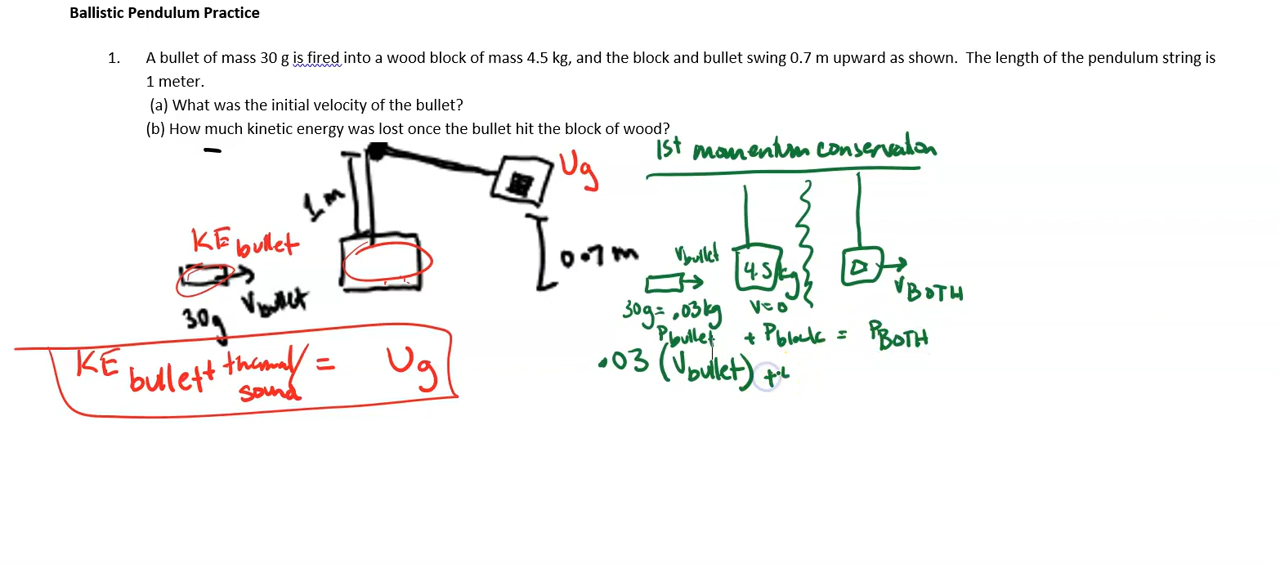 Ballistic Pendulum Practice
1. A bullet of mass 30 g is fired into a wood block of mass 4.5 kg, and the block and bullet swing 0.7 m upward as shown. The length of the pendulum string is
1 meter.
(a) What was the initial velocity of the bullet?
(b) How much kinetic energy was lost once the bullet hit the block of wood?
1st momentum conservation
Ug
1m
KE bullet
0.7 m
Vbullet
4.5kg
VBOTH
Vbullet
30g
30g = .03kg
V=0
Pbullet + Pblock = PBOTH
KE bullet + thermal/sound = Ug
.03 (Vbullet) +